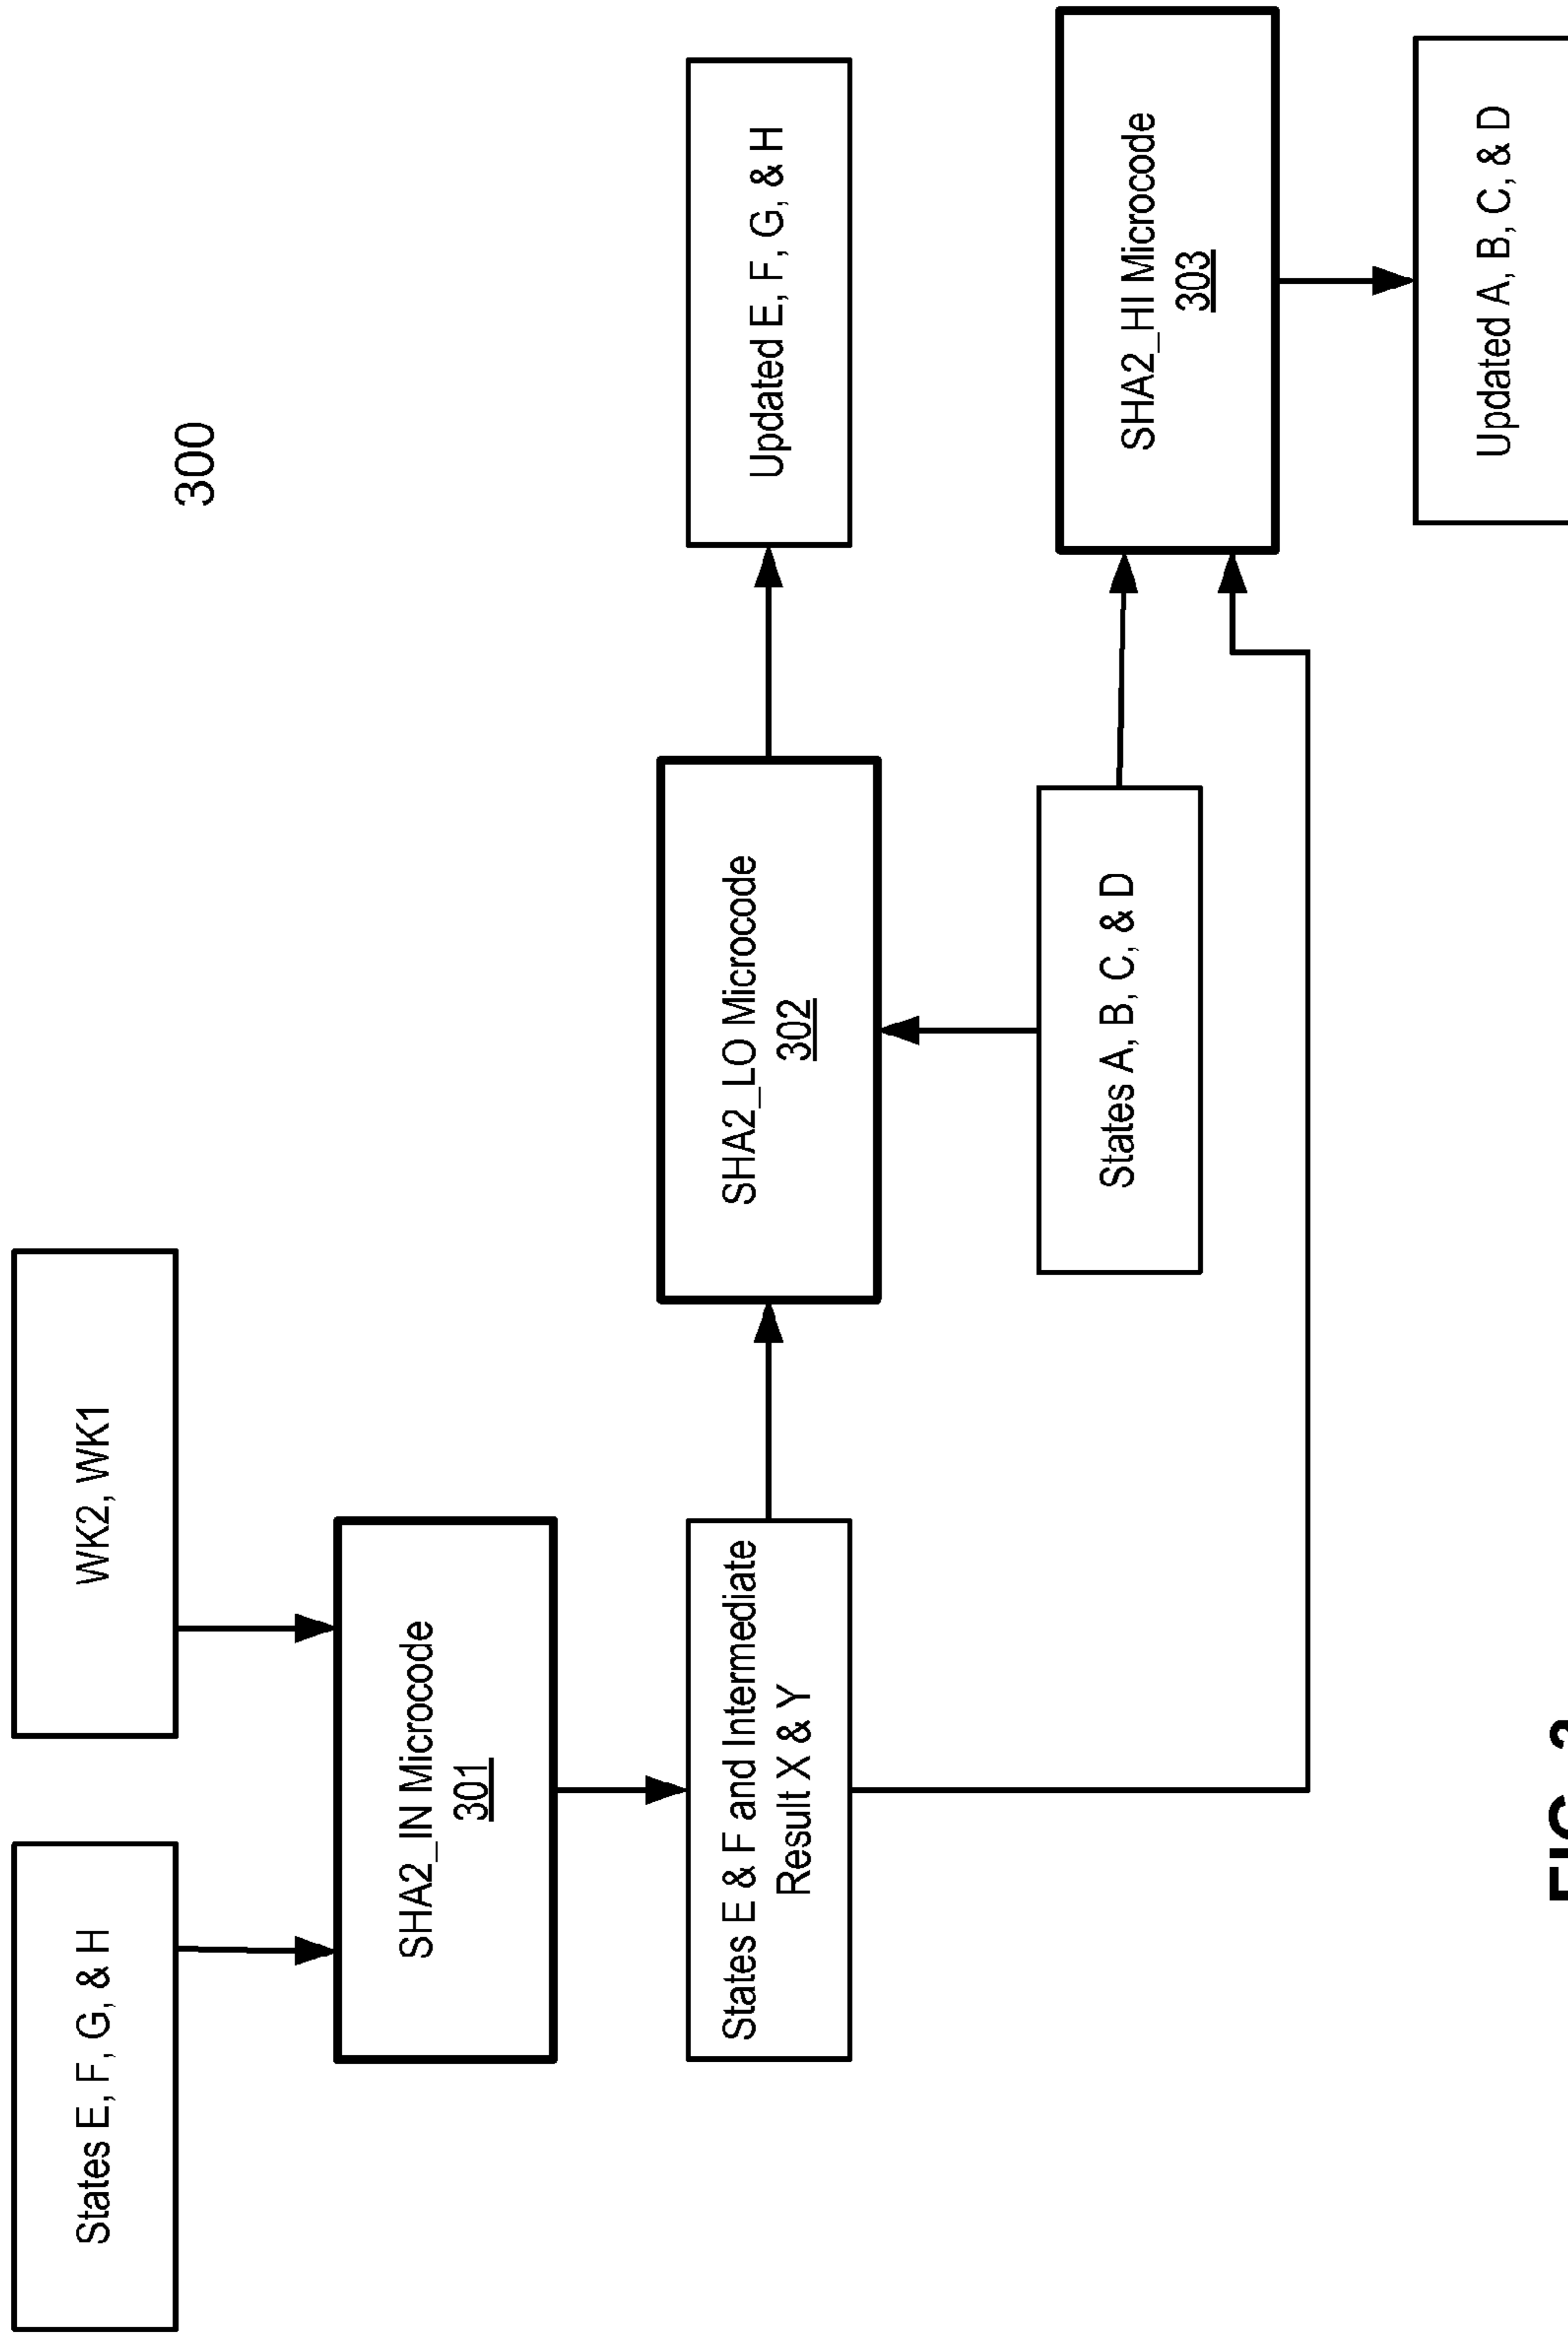 300
States E, F, G, & H
WK2, WK1
SHA2_IN Microcode
301
States E & F and Intermediate
Result X & Y
SHA2_LO Microcode
302
Updated E, F, G, & H
States A, B, C, & D
SHA2_HI Microcode
303
Updated A, B, C, & D
FIG.